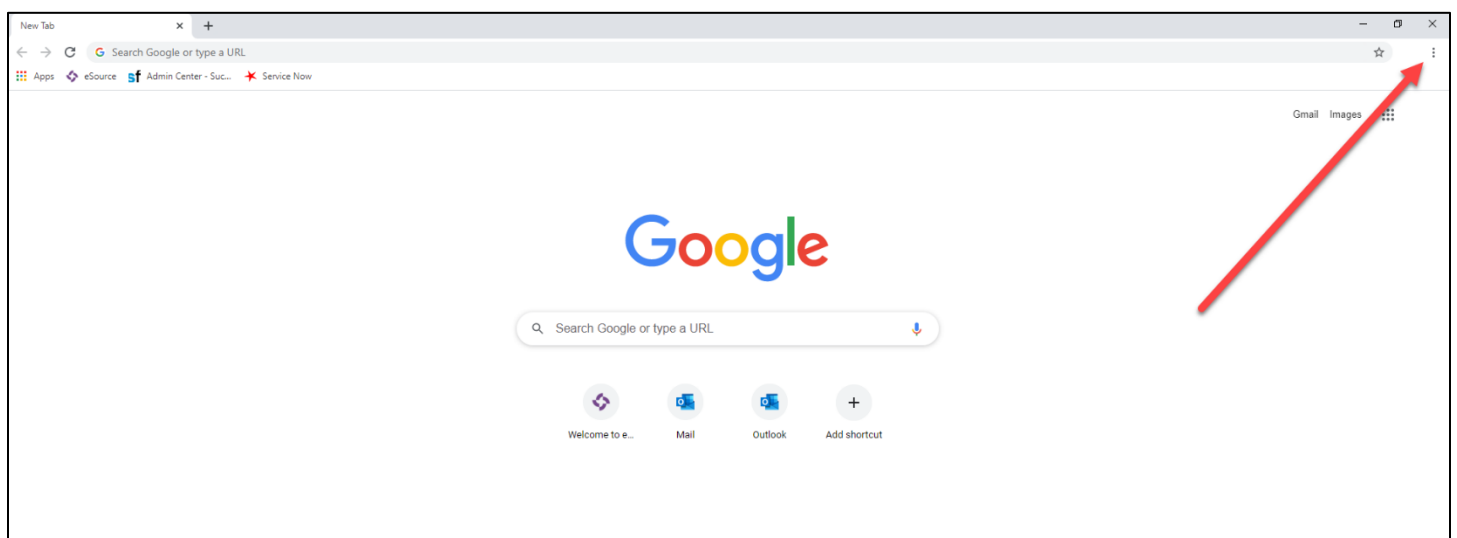 New Tab
Search Google or type a URL
Apps eSource sf Admin Center - Suc... Service Now
Gmail Images
Google
Search Google or type a URL
Welcome to e... Mail Outlook Add shortcut